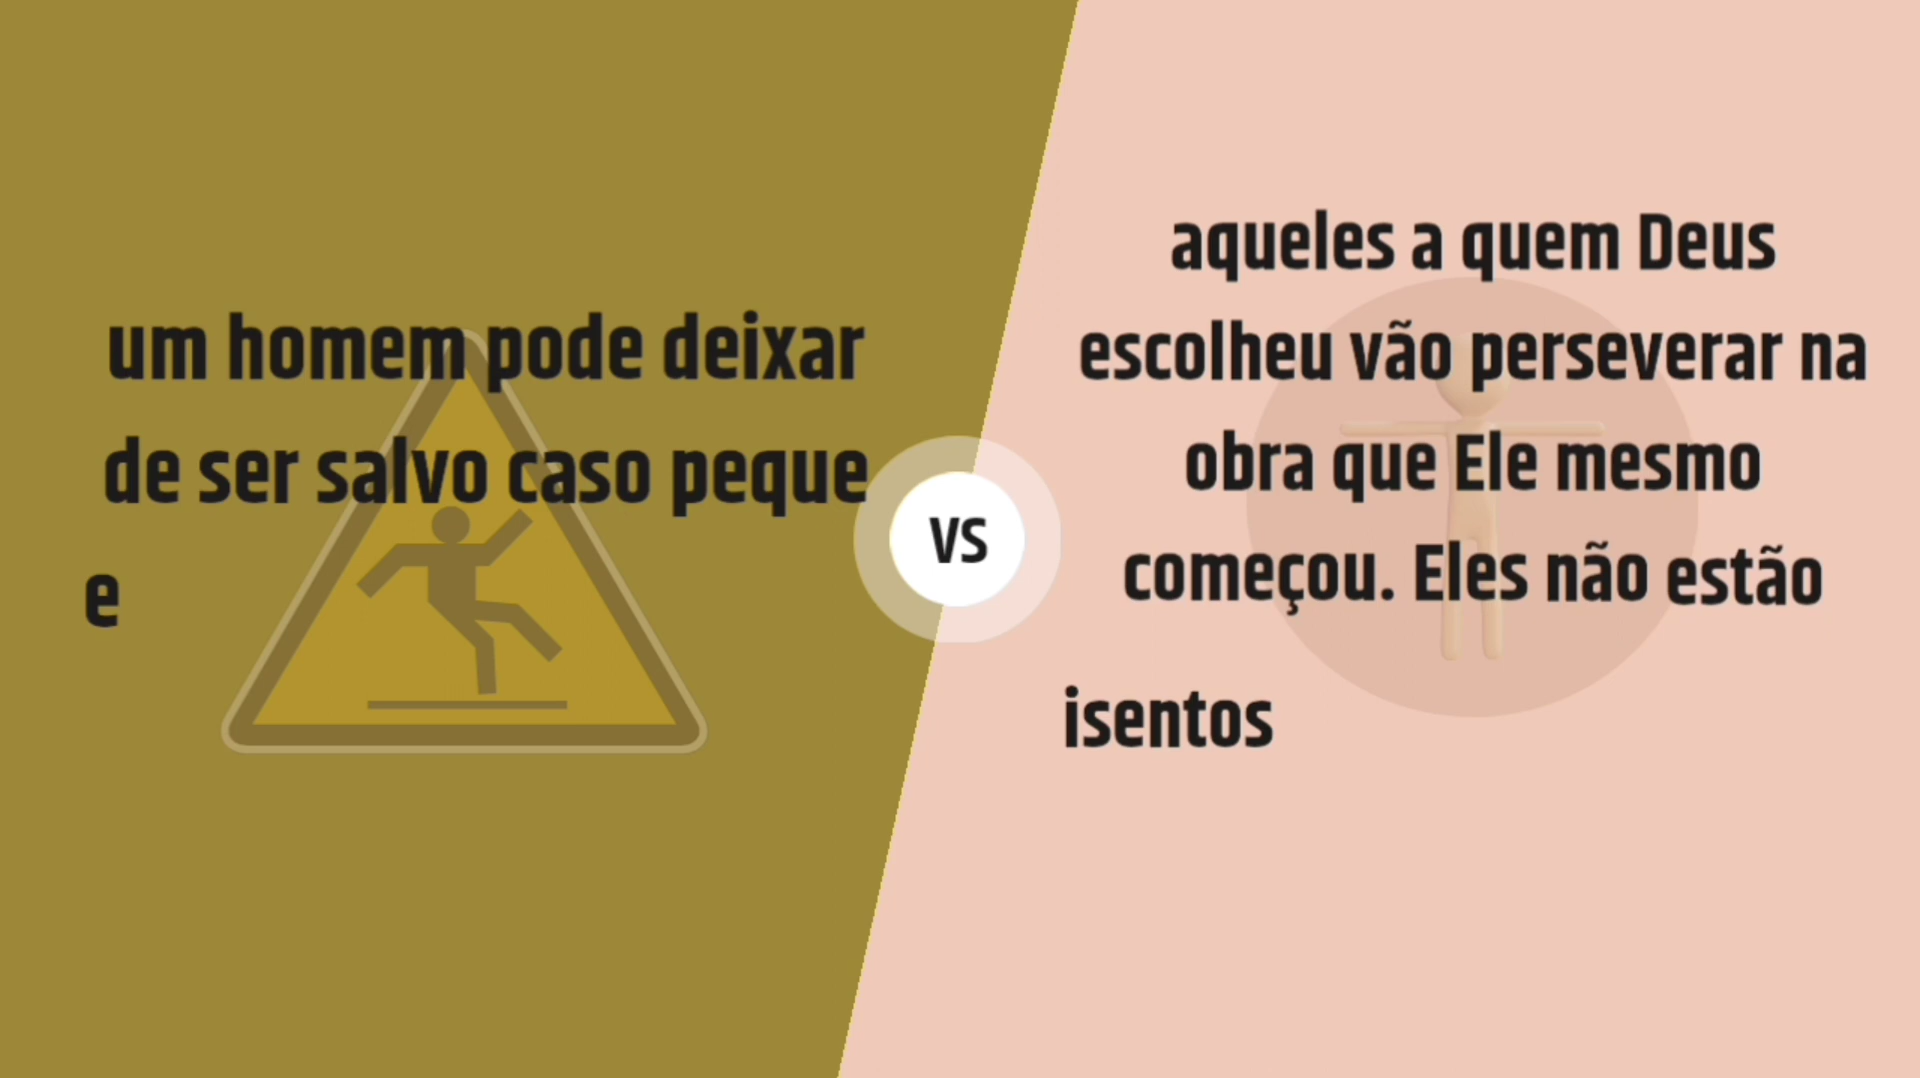 um homem pode deixar
de ser salvo caso peque
e
VS
aqueles a quem Deus
escolheu vão perseverar na
obra que Ele mesmo
começou. Eles não estão
isentos